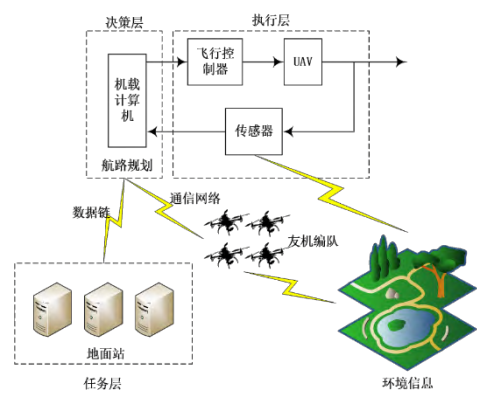 决策层
执行层
飞行控
制器
UAV
机载
计算
机
传感器
航路规划
通信网络
数据链
友机编队
地面站
任务层
环境信息